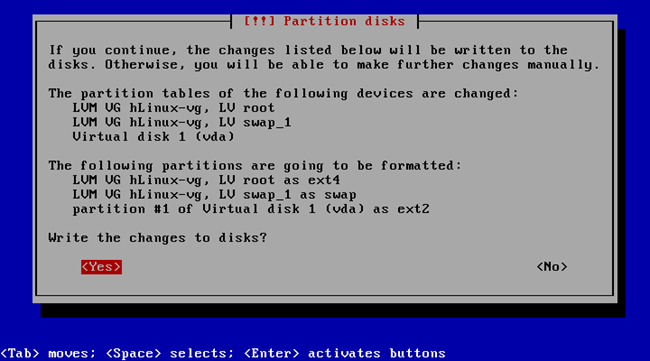 [!!] Partition disks
If you continue, the changes listed below will be written to the
disks. Otherwise, you will be able to make further changes manually.
The partition tables of the following devices are changed:
LVM VG hLinux-vg, LV root
LVM VG hLinux-vg, LV swap_1
Virtual disk 1 (vda)
The following partitions are going to be formatted:
LVM VG hLinux-vg, LV root as ext4
LVM VG hLinux-vg, LV swap_1 as swap
partition #1 of Virtual disk 1 (vda) as ext2
Write the changes to disks?
<Yes> <No>
<Tab> moves; <Space> selects; <Enter> activates buttons